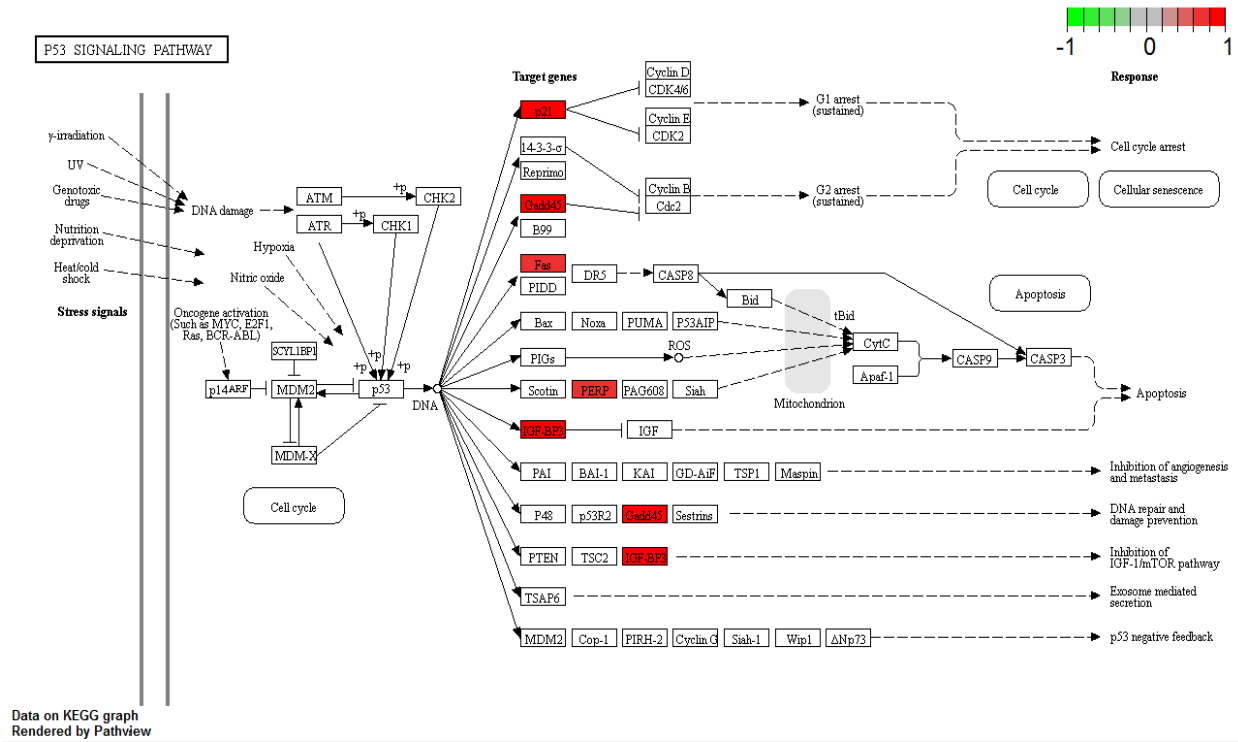 P53 SIGNALING PATHWAY
-1 0 1
Target genes
Response
Cyclin D
CDK4/6
p21
G1 arrest
(sustained)
Cyclin E
CDK2
γ-irradiation
UV
Genotoxic
drugs
Nutrition
deprivation
Heat/cold
shock
Stress signals
DNA damage
ATM
+p
CHK2
ATR
+p
CHK1
Hypoxia
Nitric oxide
Oncogene activation
(Such as MYC, E2F1,
Ras, BCR-ABL)
SCYL1BP1
+p
+p
+p
p14ARF
MDM2
p53
DNA
MDM-X
Cell cycle
14-3-3-σ
Reprimo
Cyclin B
Cdc2
G2 arrest
(sustained)
Cell cycle arrest
Cell cycle
Cellular senescence
Gadd45
B99
Fas
PIDD
DR5
CASP8
Bid
tBid
Apoptosis
Bax
Noxa
PUMA
P53AIP
CytC
PIGs
ROS
CASP9
CASP3
Apaf-1
Scotin
PERP
PAG608
Siah
Mitochondrion
Apoptosis
IGF-BP3
IGF
PAI
BAI-1
KAI
GD-AiF
TSP1
Maspin
Inhibition of angiogenesis
and metastasis
P48
p53R2
Gadd45
Sestrins
DNA repair and
damage prevention
PTEN
TSC2
IGF-BP3
Inhibition of
IGF-1/mTOR pathway
TSAP6
Exosome mediated
secretion
MDM2
Cop-1
PIRH-2
Cyclin G
Siah-1
Wip1
ΔNp73
p53 negative feedback
Data on KEGG graph
Rendered by Pathview